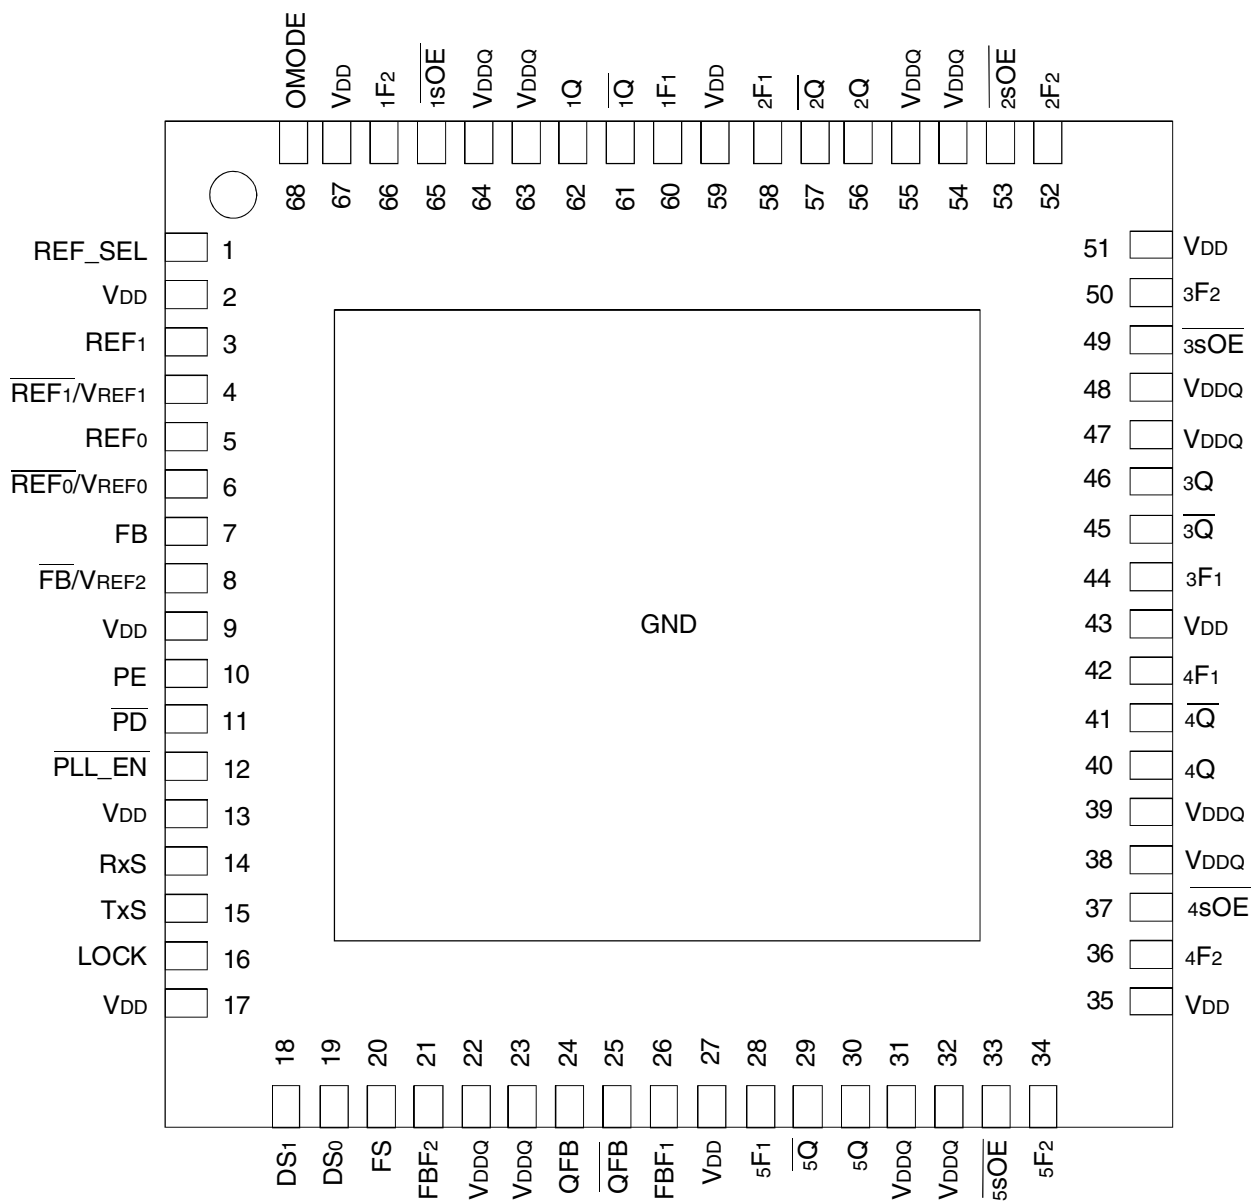 OMODE VDD 1F2 1sOE VDDQ VDDQ 1Q 1Q 1F1 VDD 2F1 2Q 2Q VDDQ VDDQ 2sOE 2F2
68 67 66 65 64 63 62 61 60 59 58 57 56 55 54 53 52
REF_SEL 1 51 VDD
VDD 2 50 3F2
REF1 3 49 3sOE
REF1/VREF1 4 48 VDDQ
REF0 5 47 VDDQ
REF0/VREF0 6 46 3Q
FB 7 45 3Q
FB/VREF2 8 44 3F1
GND
VDD 9 43 VDD
PE 10 42 4F1
PD 11 41 4Q
PLL_EN 12 40 4Q
VDD 13 39 VDDQ
RxS 14 38 VDDQ
TxS 15 37 4sOE
LOCK 16 36 4F2
VDD 17 35 VDD
18 19 20 21 22 23 24 25 26 27 28 29 30 31 32 33 34
DS1 DS0 FS FBF2 VDDQ VDDQ QFB QFB FBF1 VDD 5F1 5Q 5Q VDDQ VDDQ 5sOE 5F2